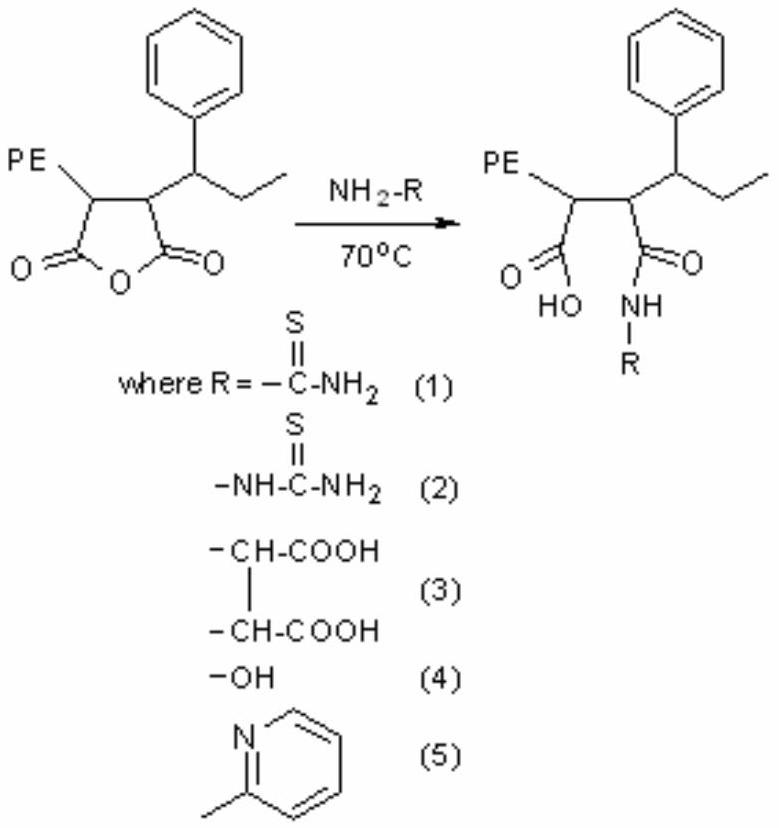 PE
O
O
O
NH2-R
70°C
PE
O
HO
O
NH
R
S
where R = -C-NH2 (1)
S
-NH-C-NH2 (2)
-CH-COOH
(3)
-CH-COOH
-OH (4)
N
(5)